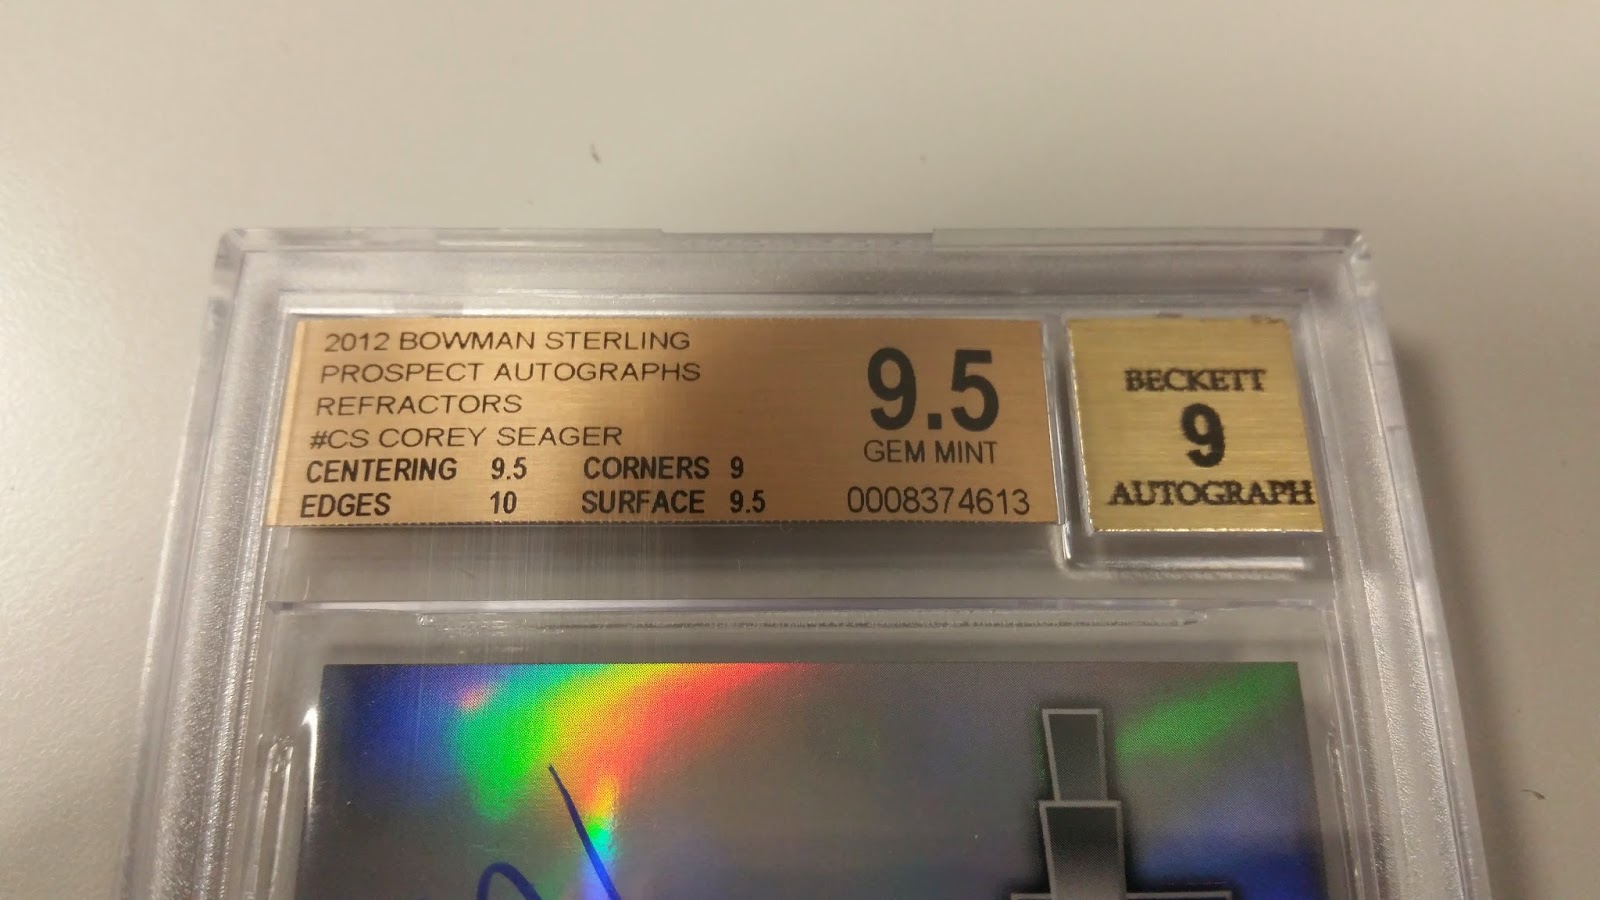 2012 BOWMAN STERLING
PROSPECT AUTOGRAPHS
REFRACTORS
#CS COREY SEAGER
CENTERING 9.5 CORNERS 9
EDGES 10 SURFACE 9.5
9.5
GEM MINT
0008374613
BECKETT
9
AUTOGRAPH